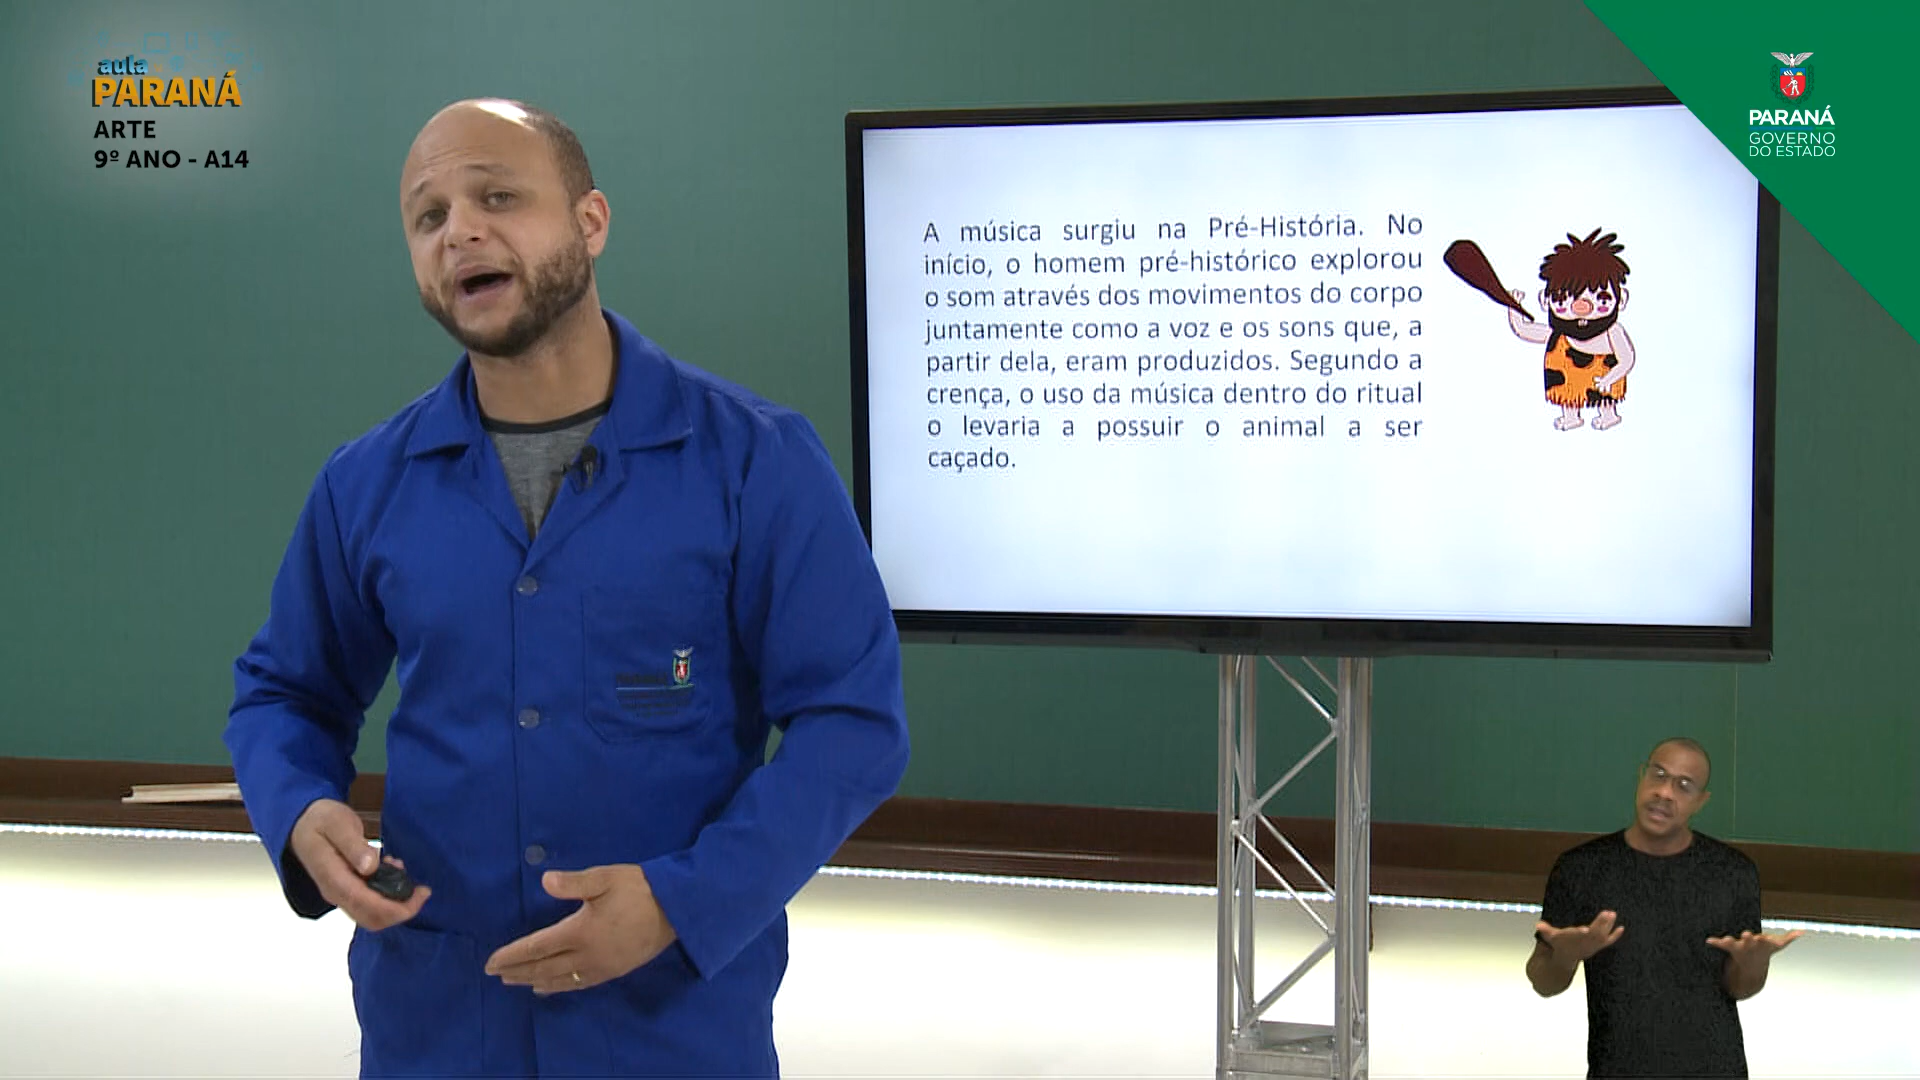 aula
PARANÁ
ARTE
9º ANO - A14
A música surgiu na Pré-História. No
início, o homem pré-histórico explorou
o som através dos movimentos do corpo
juntamente como a voz e os sons que, a
partir dela, eram produzidos. Segundo a
crença, o uso da música dentro do ritual
o levaria a possuir o animal a ser
caçado.
PARANÁ
GOVERNO
DO ESTADO